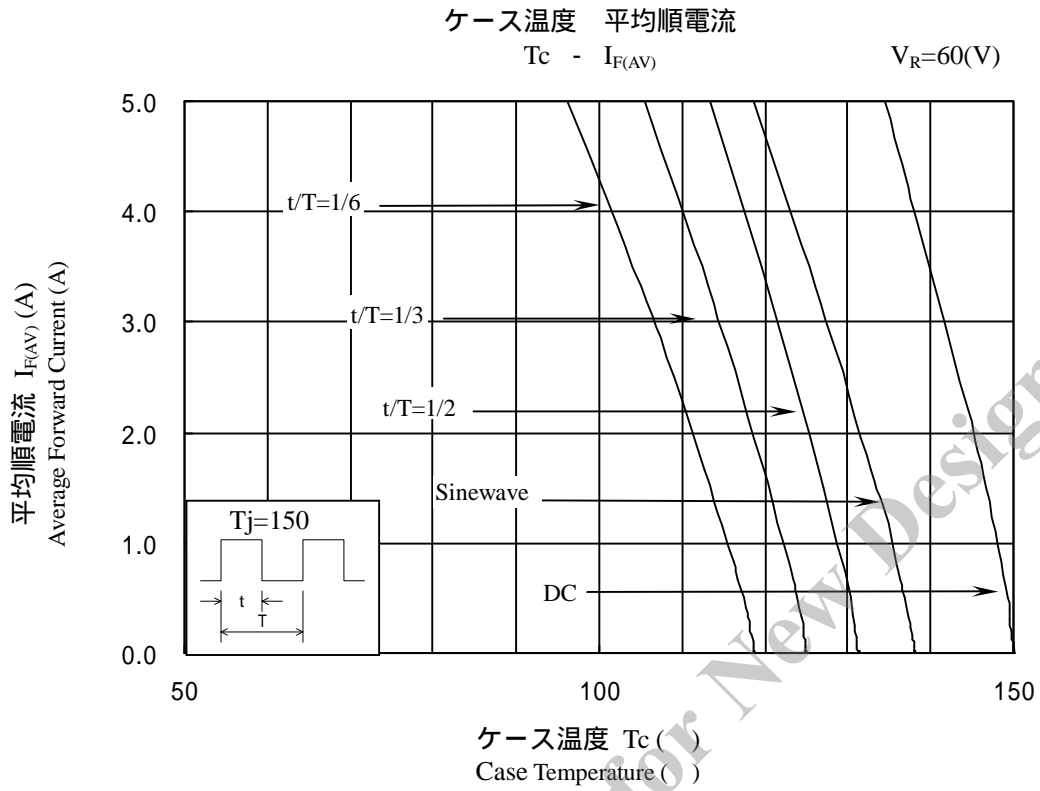 ケース温度 平均順電流
Tc - IF(AV)
VR=60(V)
5.0
4.0
3.0
2.0
1.0
0.0
平均順電流 IF(AV) (A)
Average Forward Current (A)
t/T=1/6
t/T=1/3
t/T=1/2
Sinewave
DC
Tj=150
t
T
50
100
150
ケース温度 Tc ( )
Case Temperature ( )
for New Design